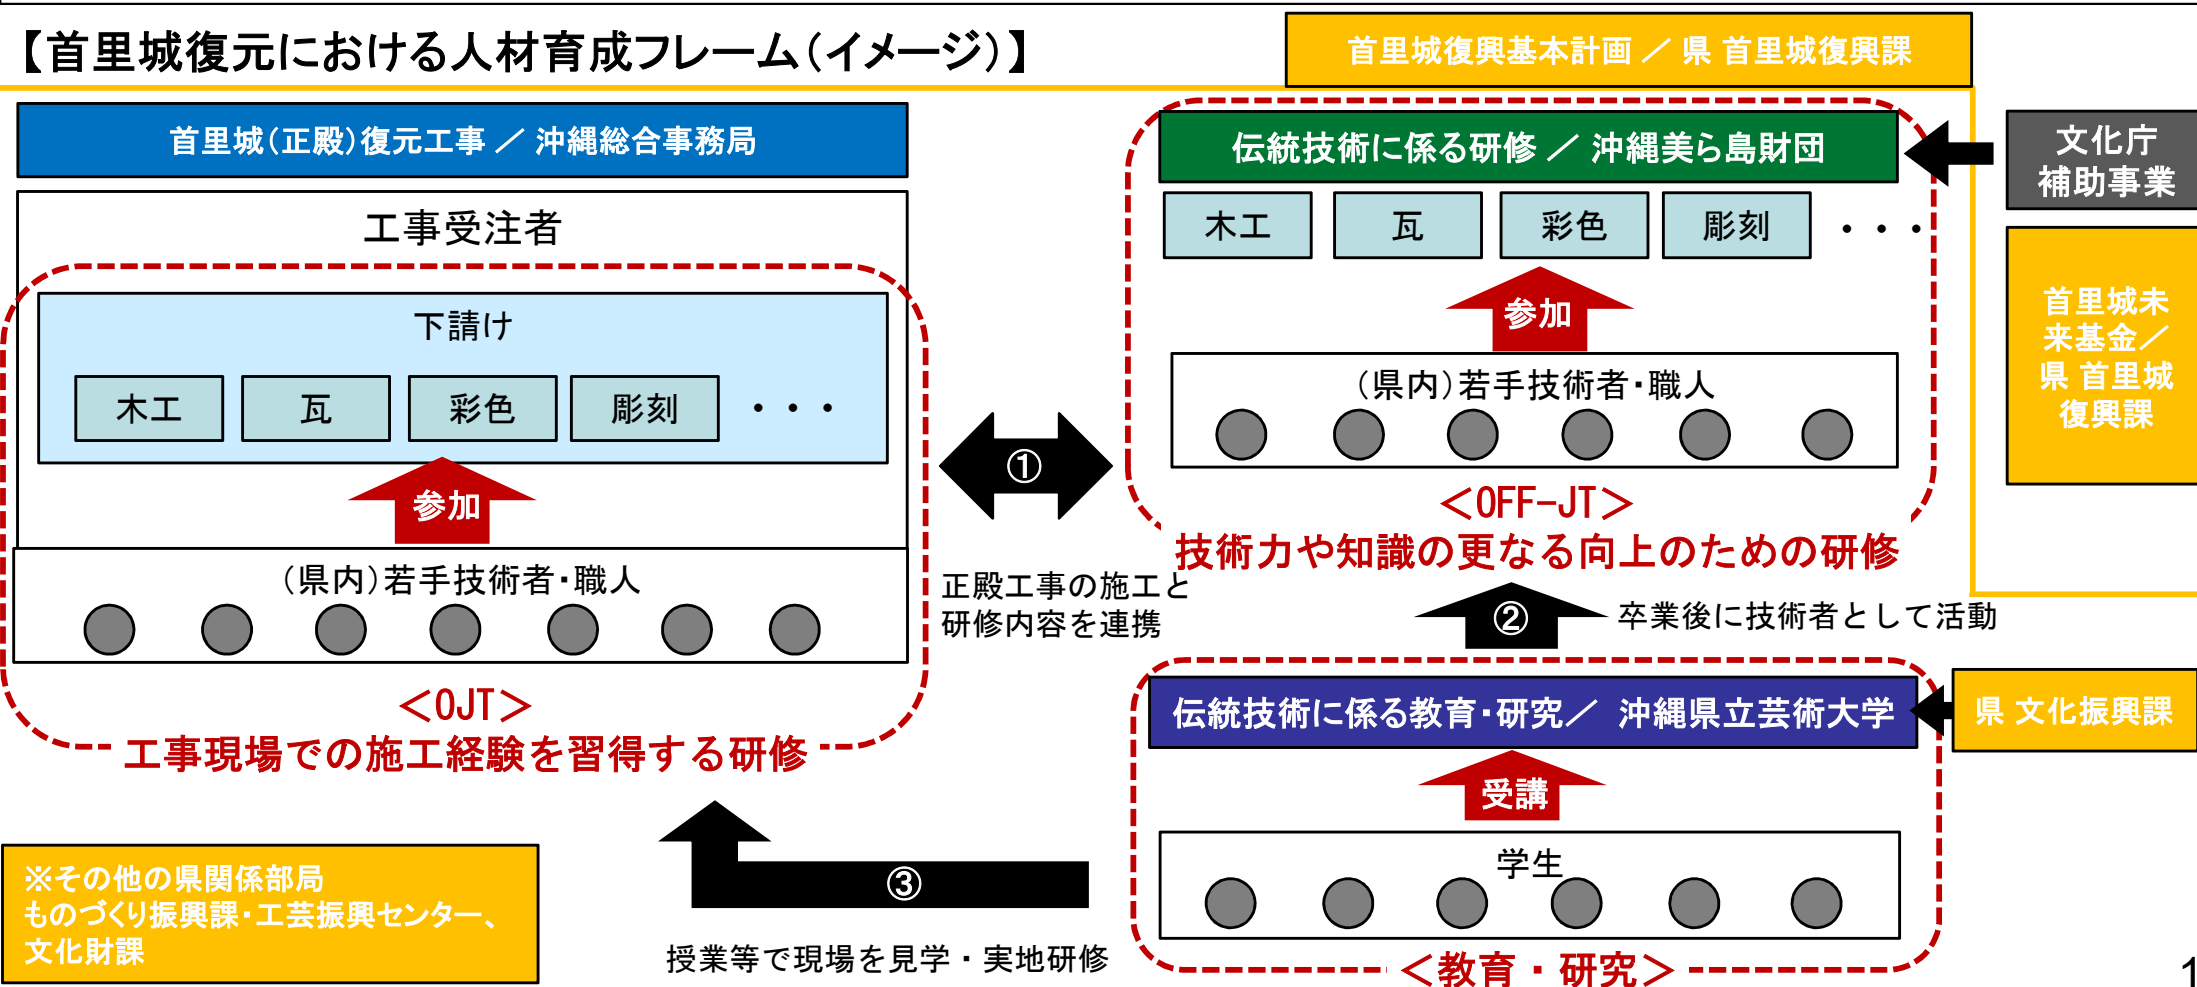 【首里城復元における人材育成フレーム（イメージ）】
首里城復興基本計画 ／ 県 首里城復興課
首里城（正殿）復元工事 ／ 沖縄総合事務局
工事受注者
下請け
木工
瓦
彩色
彫刻
・・・
参加
（県内）若手技術者・職人
＜OJT＞
工事現場での施工経験を習得する研修
①
正殿工事の施工と
研修内容を連携
伝統技術に係る研修 ／ 沖縄美ら島財団
木工
瓦
彩色
彫刻
・・・
参加
（県内）若手技術者・職人
＜OFF-JT＞
技術力や知識の更なる向上のための研修
文化庁
補助事業
首里城未
来基金／
県 首里城
復興課
②
卒業後に技術者として活動
伝統技術に係る教育・研究／ 沖縄県立芸術大学
県 文化振興課
受講
学生
＜教育・研究＞
③
授業等で現場を見学・実地研修
※その他の県関係部局
ものづくり振興課・工芸振興センター、
文化財課
1